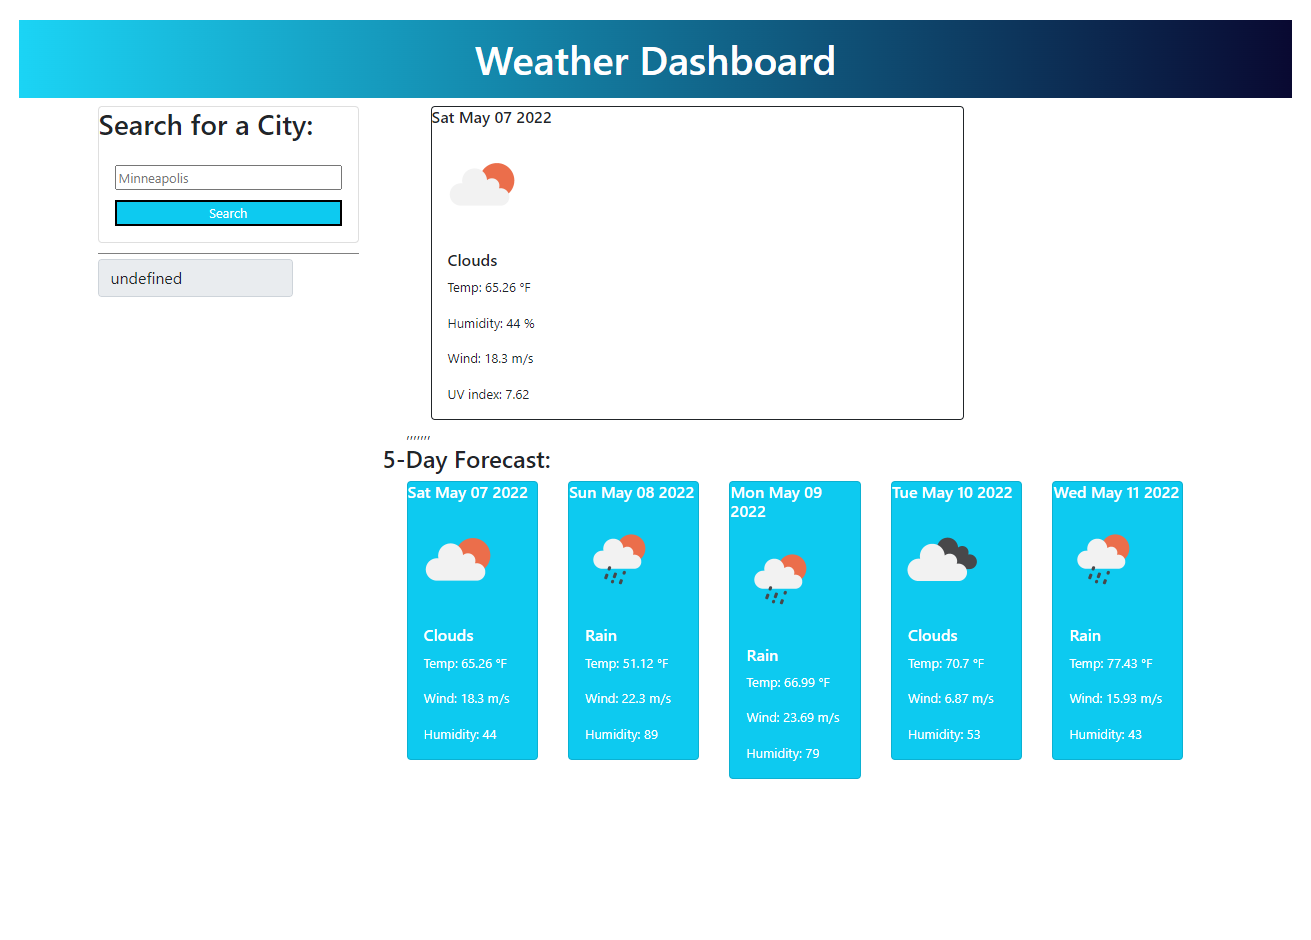 Weather Dashboard
Search for a City:
Minneapolis
Search
undefined
Sat May 07 2022
Clouds
Temp: 65.26 °F
Humidity: 44 %
Wind: 18.3 m/s
UV index: 7.62
,,,,,,,
5-Day Forecast:
Sat May 07 2022
Clouds
Temp: 65.26 °F
Wind: 18.3 m/s
Humidity: 44
Sun May 08 2022
Rain
Temp: 51.12 °F
Wind: 22.3 m/s
Humidity: 89
Mon May 09
2022
Rain
Temp: 66.99 °F
Wind: 23.69 m/s
Humidity: 79
Tue May 10 2022
Clouds
Temp: 70.7 °F
Wind: 6.87 m/s
Humidity: 53
Wed May 11 2022
Rain
Temp: 77.43 °F
Wind: 15.93 m/s
Humidity: 43